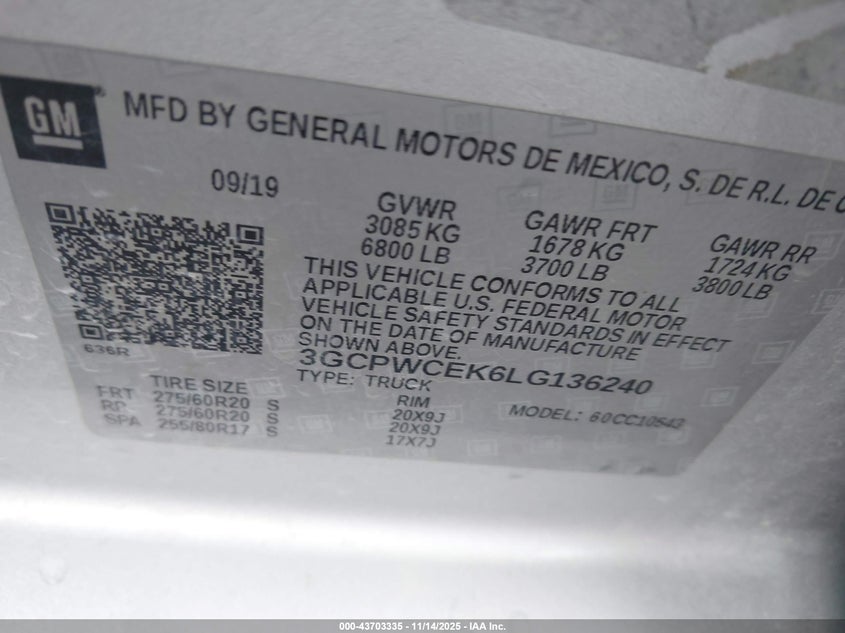 GM
MFD BY GENERAL MOTORS DE MEXICO, S. DE R.L. DE C
09/19
GVWR
3085 KG
6800 LB
GAWR FRT
1678 KG
3700 LB
GAWR RR
1724 KG
3800 LB
THIS VEHICLE CONFORMS TO ALL
APPLICABLE U.S. FEDERAL MOTOR
VEHICLE SAFETY STANDARDS IN EFFECT
ON THE DATE OF MANUFACTURE
SHOWN ABOVE.
636R
3GCPWCEK6LG136240
TYPE: TRUCK
MODEL: 60CC10543
TIRE SIZE
RIM
FRT 275/60R20 S 20X9J
RR 275/60R20 S 20X9J
SPA 255/80R17 S 17X7J
000-43703335 - 11/14/2025 - IAA Inc.